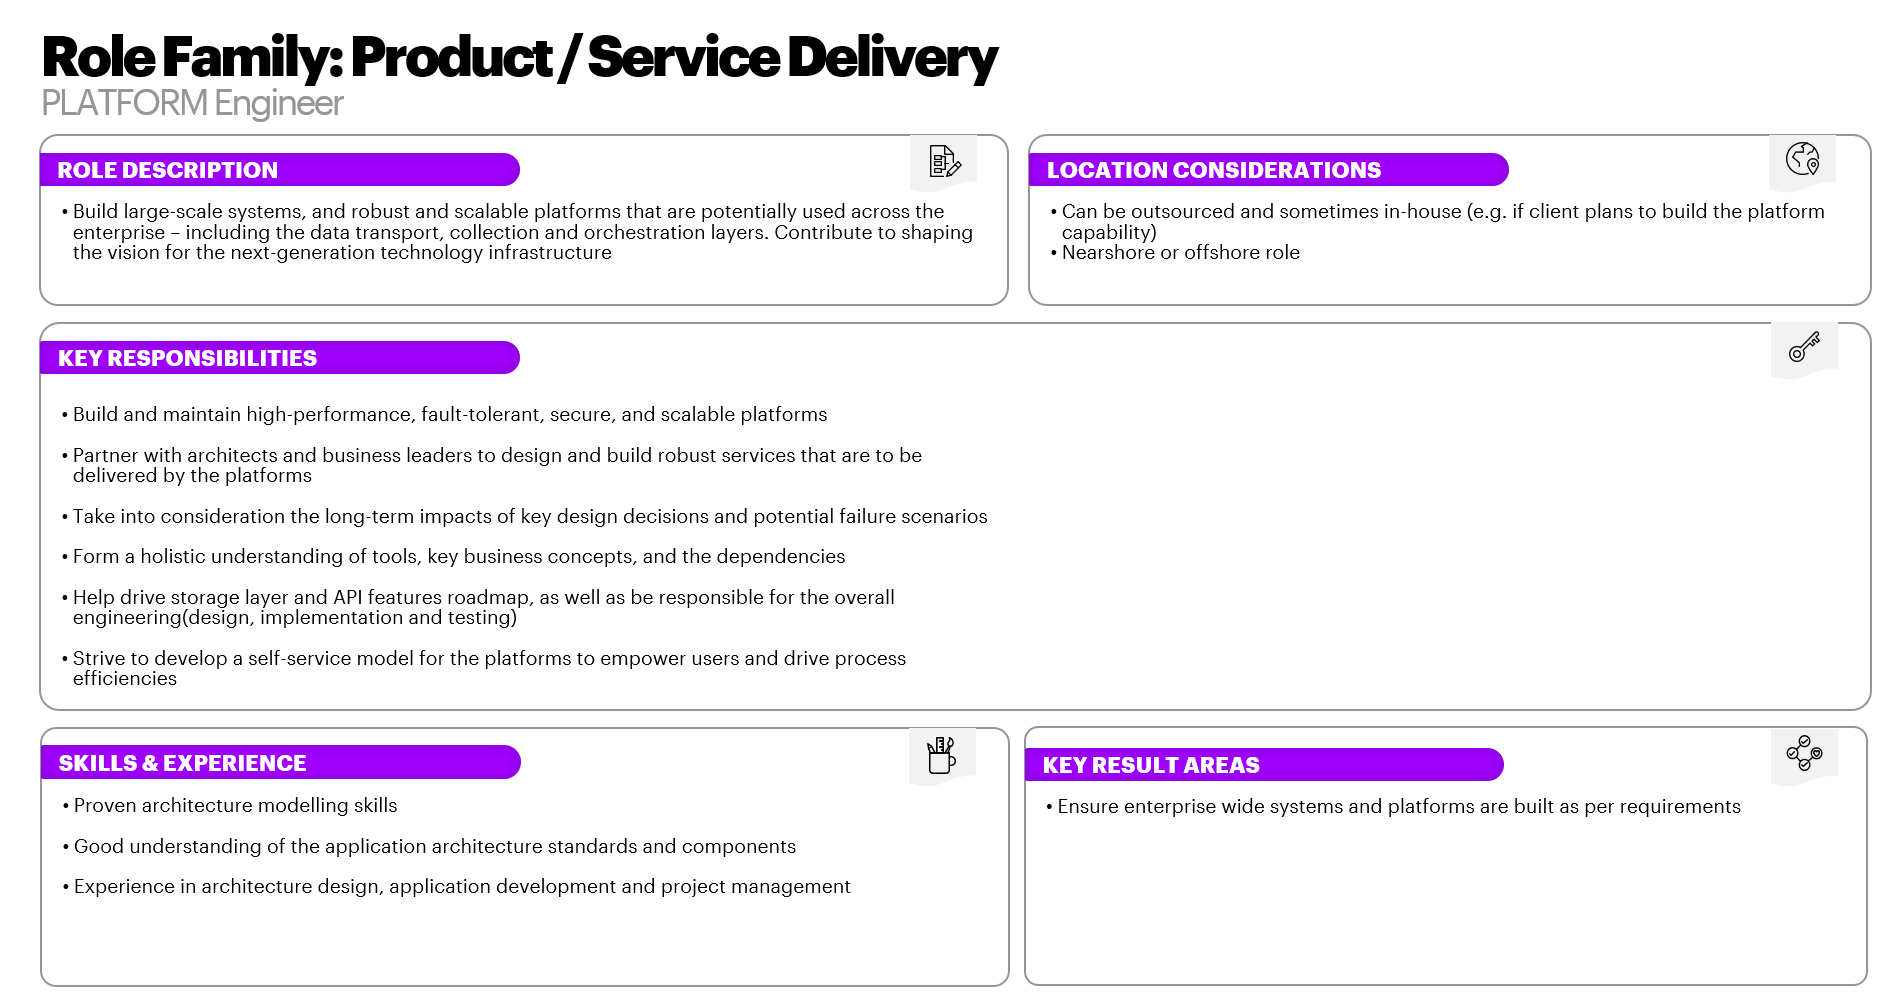 Role Family: Product / Service Delivery
PLATFORM Engineer
ROLE DESCRIPTION
• Build large-scale systems, and robust and scalable platforms that are potentially used across the
enterprise – including the data transport, collection and orchestration layers. Contribute to shaping
the vision for the next-generation technology infrastructure
LOCATION CONSIDERATIONS
• Can be outsourced and sometimes in-house (e.g. if client plans to build the platform
capability)
• Nearshore or offshore role
KEY RESPONSIBILITIES
• Build and maintain high-performance, fault-tolerant, secure, and scalable platforms
• Partner with architects and business leaders to design and build robust services that are to be
delivered by the platforms
• Take into consideration the long-term impacts of key design decisions and potential failure scenarios
• Form a holistic understanding of tools, key business concepts, and the dependencies
• Help drive storage layer and API features roadmap, as well as be responsible for the overall
engineering(design, implementation and testing)
• Strive to develop a self-service model for the platforms to empower users and drive process
efficiencies
SKILLS & EXPERIENCE
• Proven architecture modelling skills
• Good understanding of the application architecture standards and components
• Experience in architecture design, application development and project management
KEY RESULT AREAS
• Ensure enterprise wide systems and platforms are built as per requirements